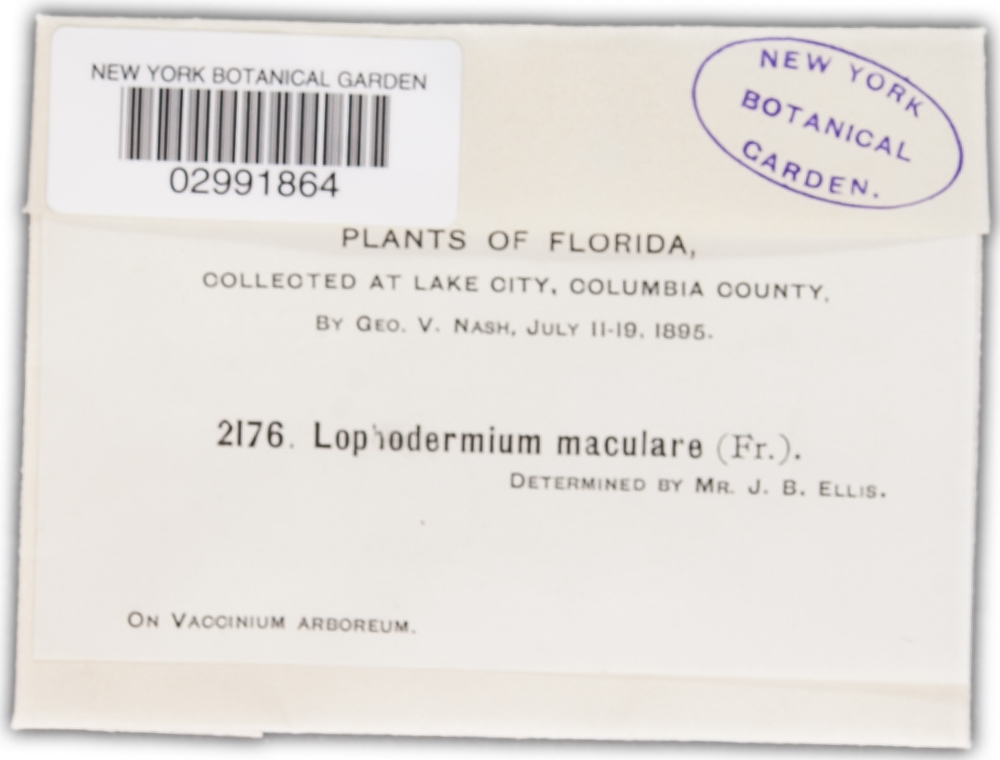 NEW YORK BOTANICAL GARDEN
02991864
NEW YORK
BOTANICAL
GARDEN.
PLANTS OF FLORIDA,
COLLECTED AT LAKE CITY, COLUMBIA COUNTY,
BY GEO. V. NASH, JULY 11-19, 1895.
2176. Lophodermium maculare (Fr.).
DETERMINED BY MR. J. B. ELLIS.
ON VACCINIUM ARBOREUM.